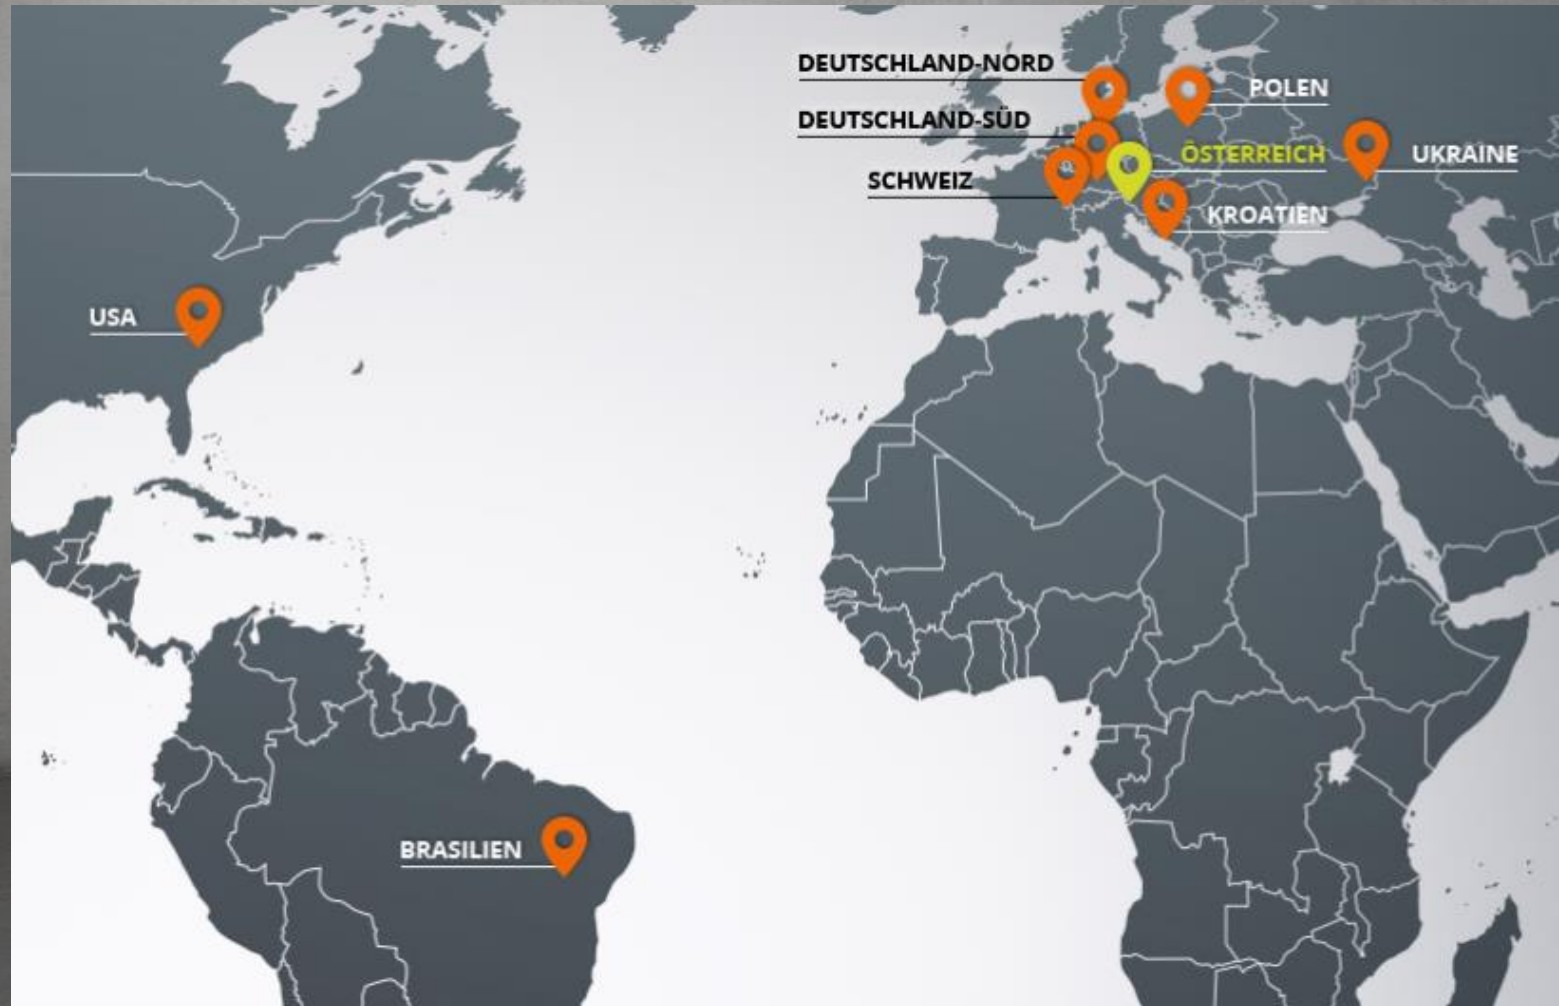 DEUTSCHLAND-NORD
POLEN
DEUTSCHLAND-SÜD
ÖSTERREICH
UKRAINE
SCHWEIZ
KROATIEN
USA
BRASILIEN